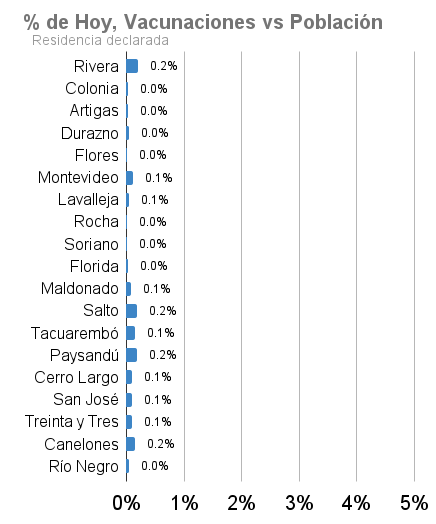 % de Hoy, Vacunaciones vs Población
Residencia declarada
Rivera 0.2%
Colonia 0.0%
Artigas 0.0%
Durazno 0.0%
Flores 0.0%
Montevideo 0.1%
Lavalleja 0.1%
Rocha 0.0%
Soriano 0.0%
Florida 0.0%
Maldonado 0.1%
Salto 0.2%
Tacuarembó 0.1%
Paysandú 0.2%
Cerro Largo 0.1%
San José 0.1%
Treinta y Tres 0.1%
Canelones 0.2%
Río Negro 0.0%
0% 1% 2% 3% 4% 5%